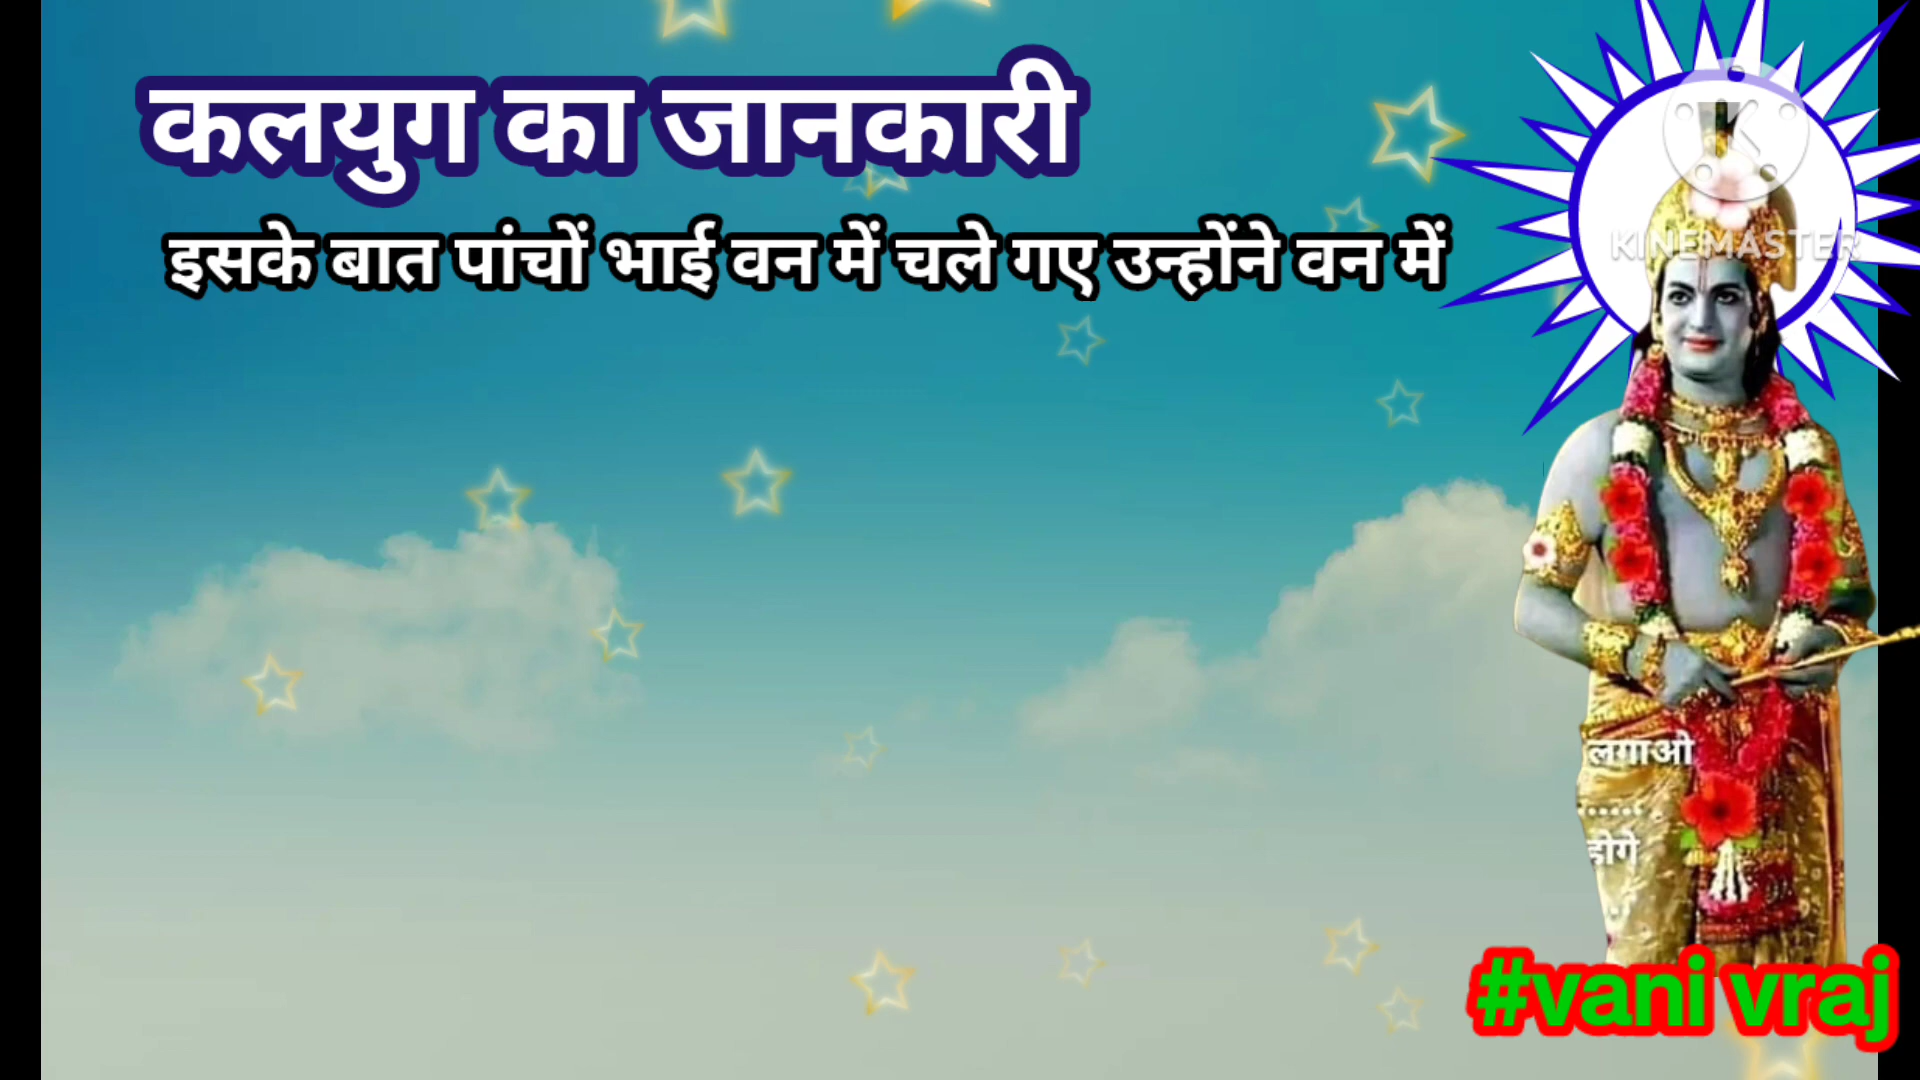 कलयुग का जानकारी
इसके बात पांचों भाई वन में चले गए उन्होंने वन में
KINEMASTER
लगाओ
......
होगे
#vani vraj